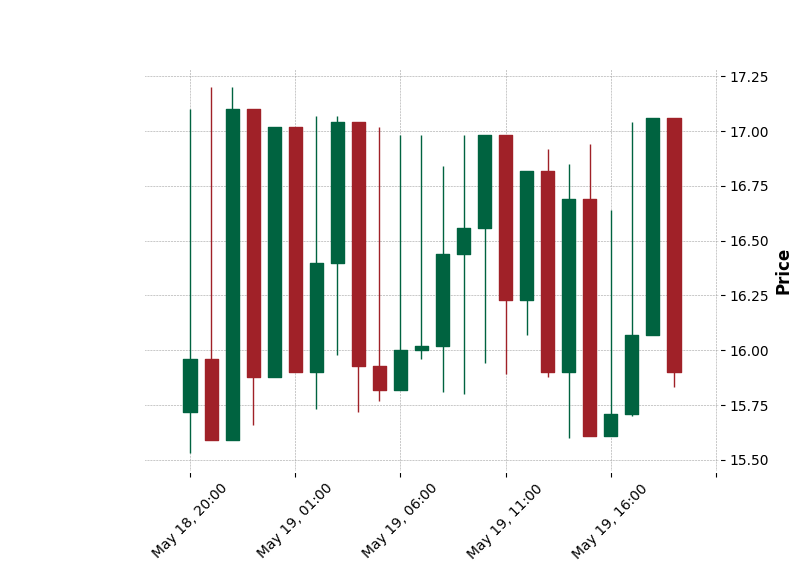 17.25
17.00
16.75
16.50
16.25
16.00
15.75
15.50
Price
May 18, 20:00
May 19, 01:00
May 19, 06:00
May 19, 11:00
May 19, 16:00